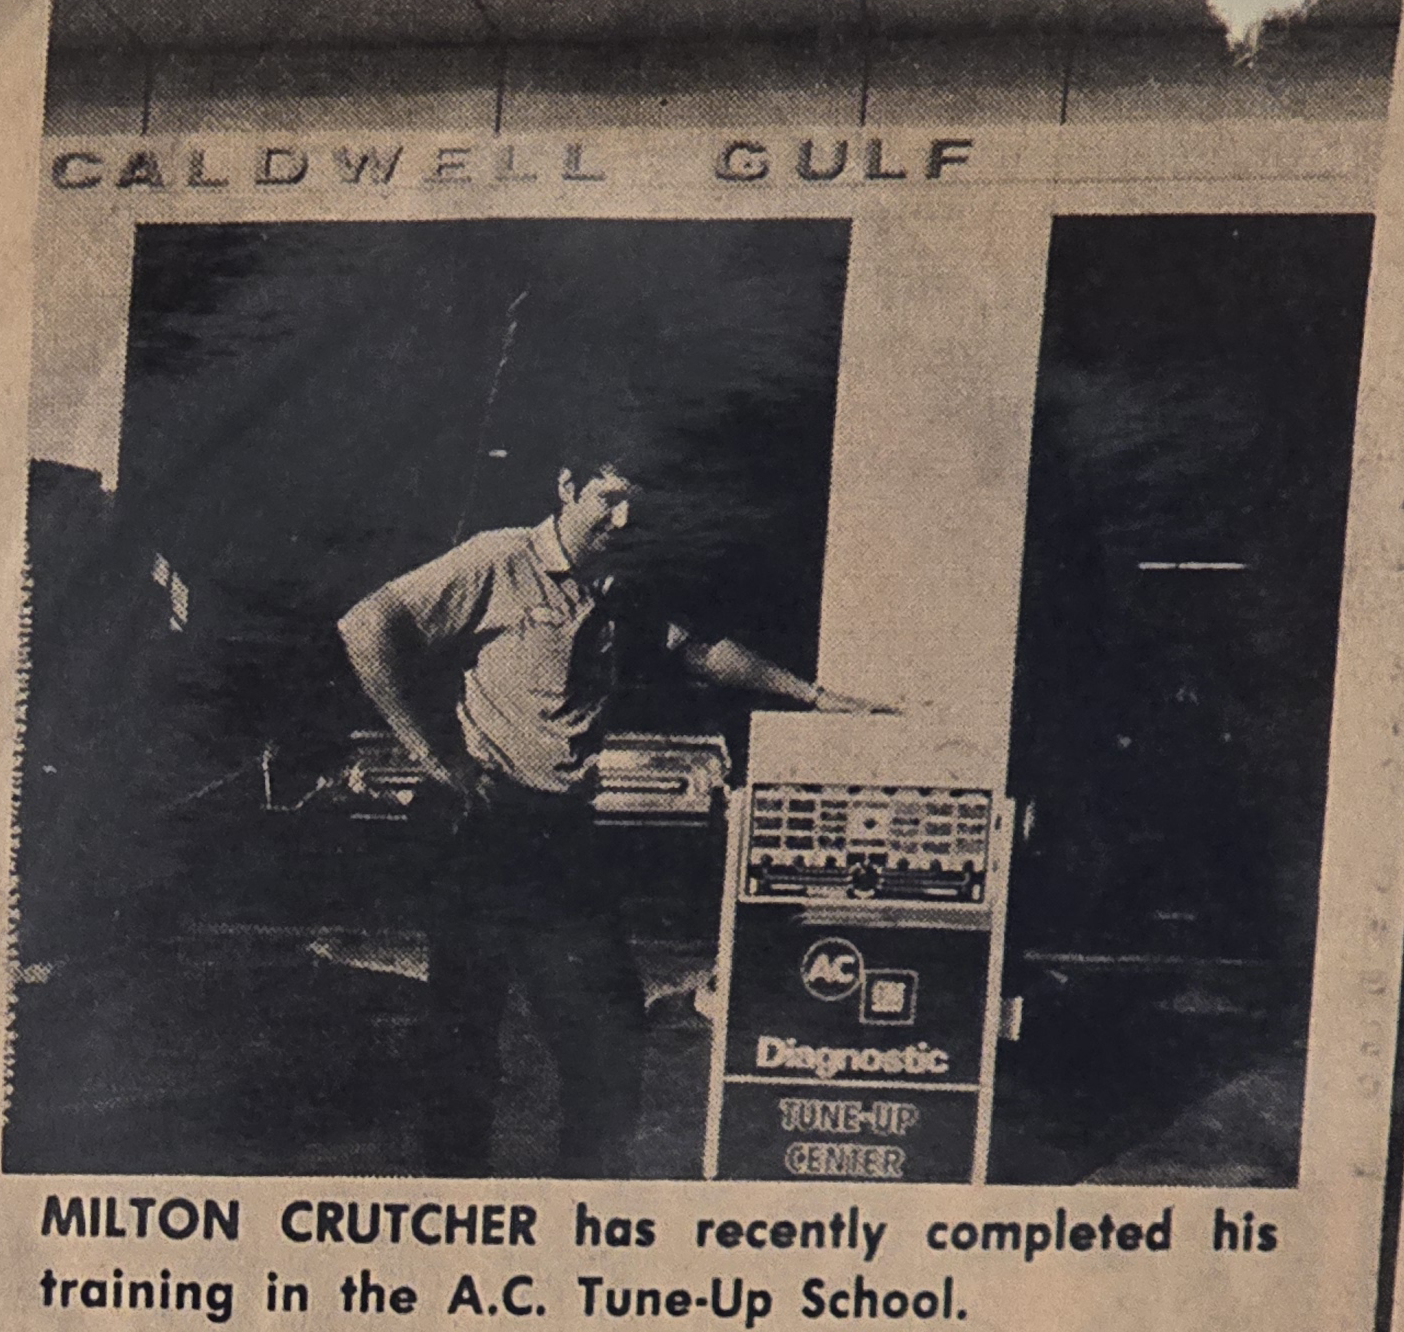 CALDWELL GULF
AC
Diagnostic
TUNE-UP
CENTER
MILTON CRUTCHER has recently completed his
training in the A.C. Tune-Up School.